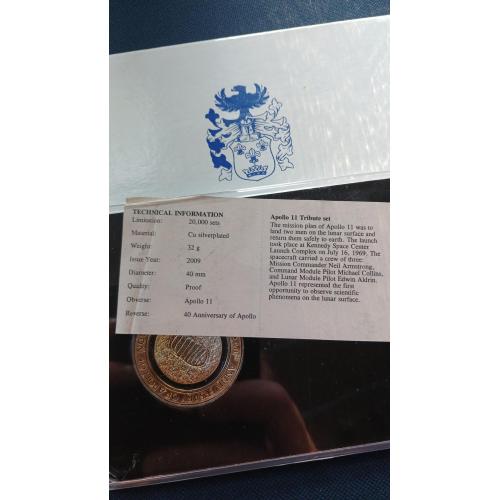 TECHNICAL INFORMATION
Limitation: 20,000 sets
Material: Cu silverplated
Weight: 32 g
Issue Year: 2009
Diameter: 40 mm
Quality: Proof
Obverse: Apollo 11
Reverse: 40 Anniversary of Apollo
Apollo 11 Tribute set
The mission plan of Apollo 11 was to
land two men on the lunar surface and
return them safely to earth. The launch
took place at Kennedy Space Center
Launch Complex on July 16, 1969. The
spacecraft carried a crew of three:
Mission Commander Neil Armstrong,
Command Module Pilot Michael Collins,
and Lunar Module Pilot Edwin Aldrin.
Apollo 11 represented the first
opportunity to observe scientific
phenomena on the lunar surface.